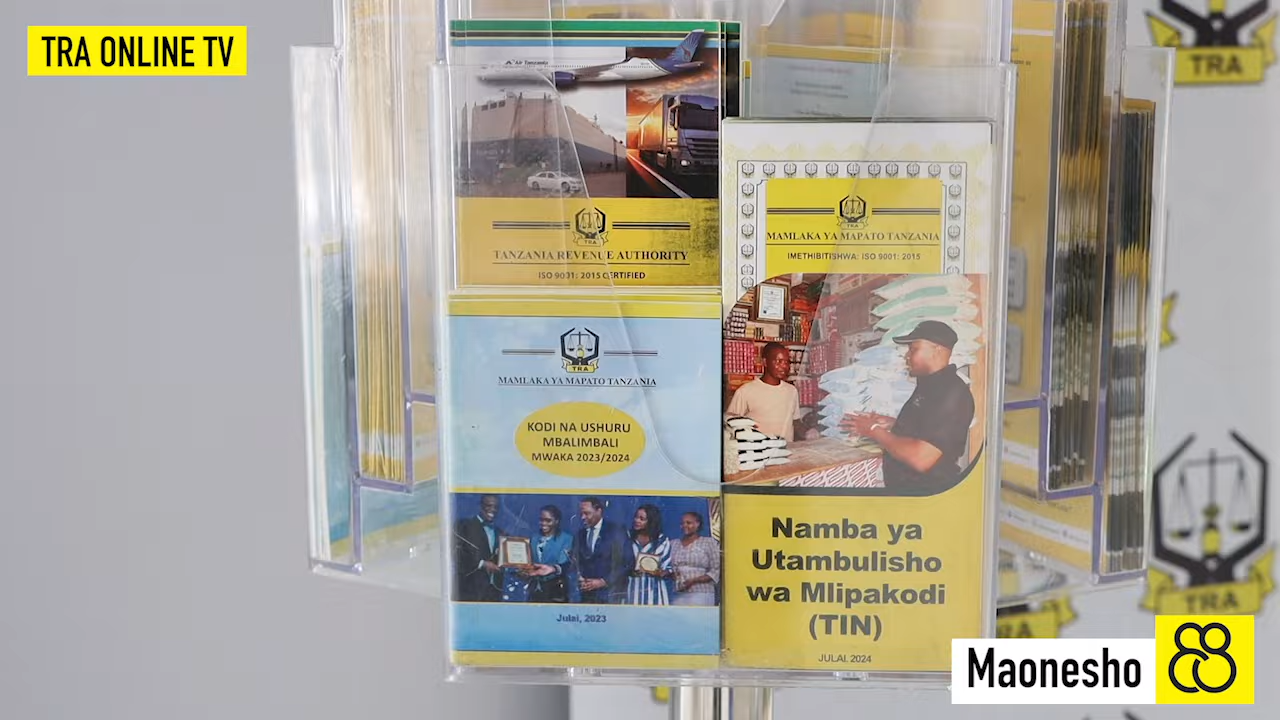 TRA ONLINE TV
Air Tanzania
TRA
TANZANIA REVENUE AUTHORITY
ISO 9001: 2015 CERTIFIED
TRA
MAMLAKA YA MAPATO TANZANIA
KODI NA USHURU
MBALIMBALI
MWAKA 2023/2024
Julai, 2023
TRA
MAMLAKA YA MAPATO TANZANIA
IMETHIBITISHWA: ISO 9001: 2015
Namba ya
Utambulisho
wa Mlipakodi
(TIN)
JULAI. 2024
TRA
TRA
TRA
Maonesho
88